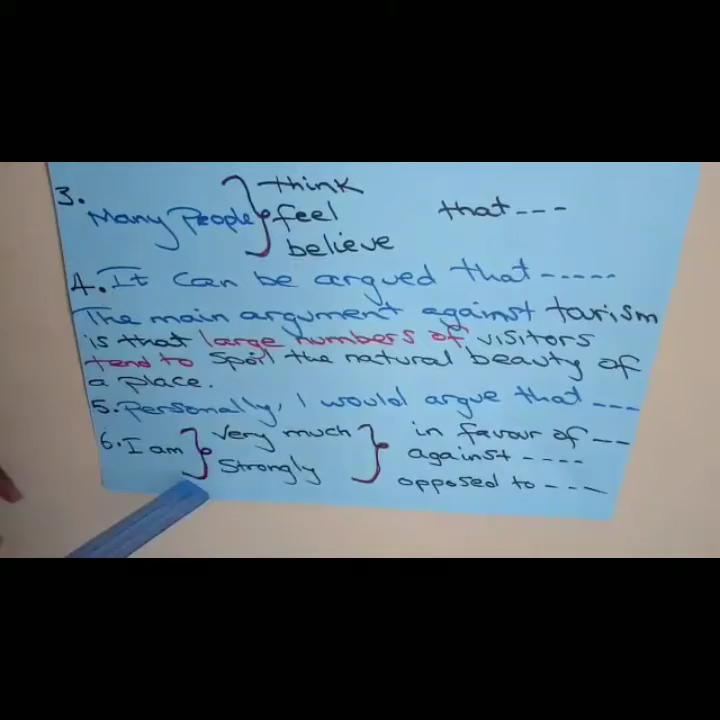 3.
think
Many People feel that---
believe
4. It can be argued that-----
The main argument against tourism
is that large numbers of visitors
tend to spoil the natural beauty of
a place.
5. Personally, I would argue that ---
6. I am very much in favour of --
strongly against ----
opposed to ---